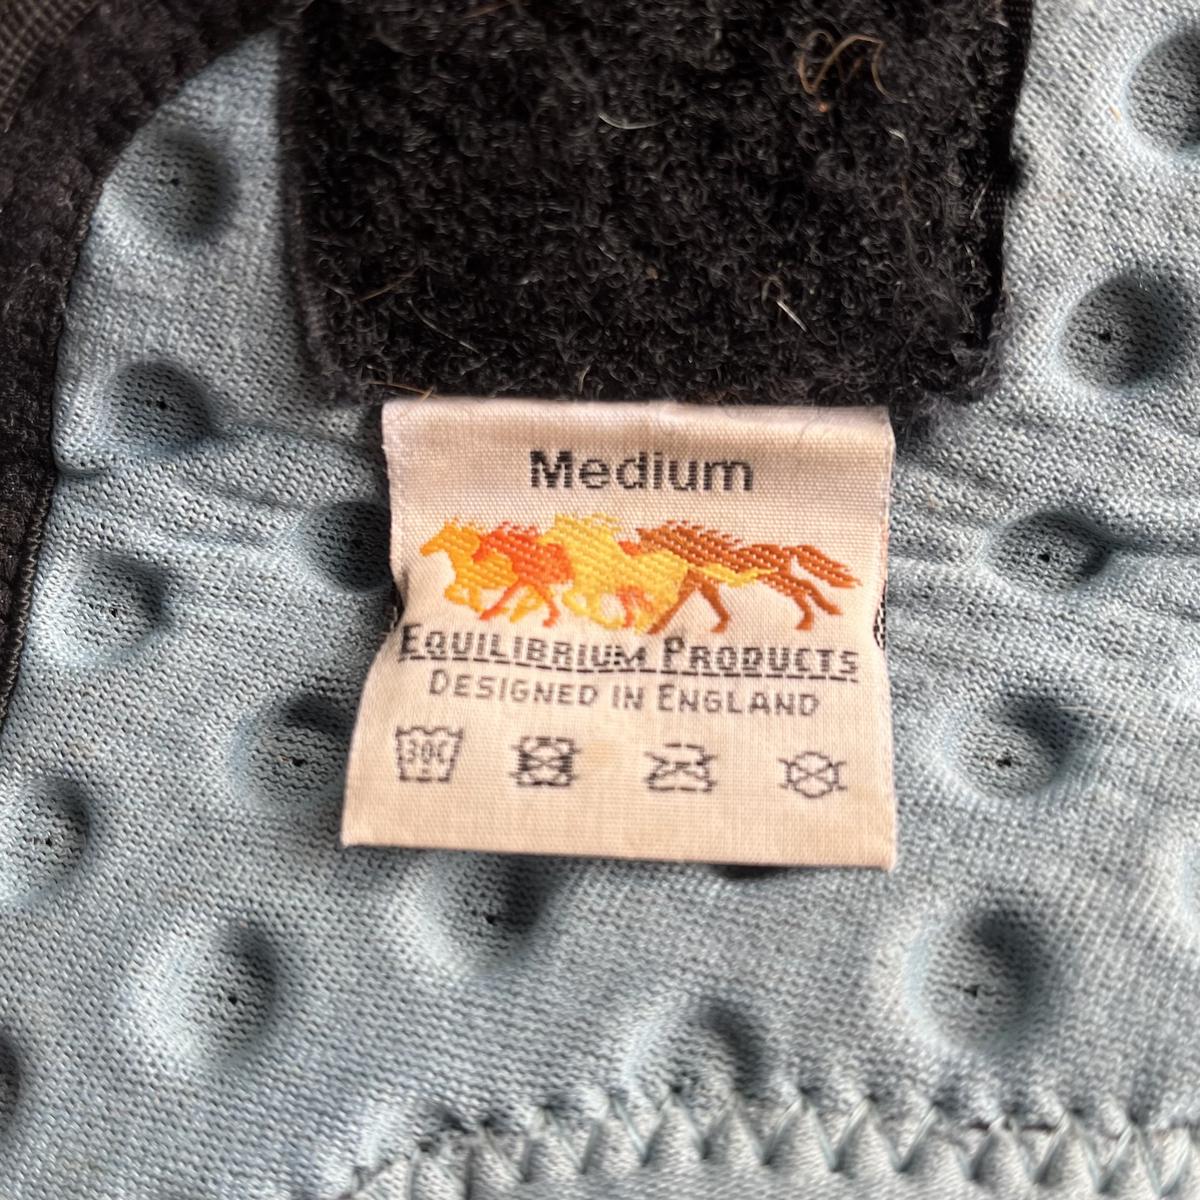 Medium
EQUILIBRIUM PRODUCTS
DESIGNED IN ENGLAND
30C